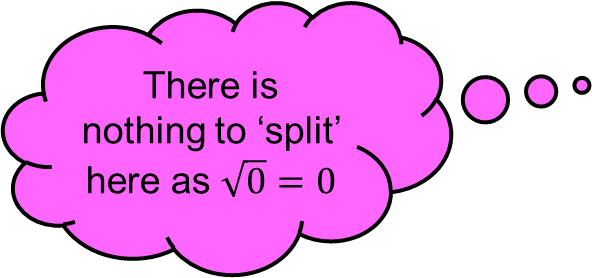 There is
nothing to ‘split’
here as √0 = 0